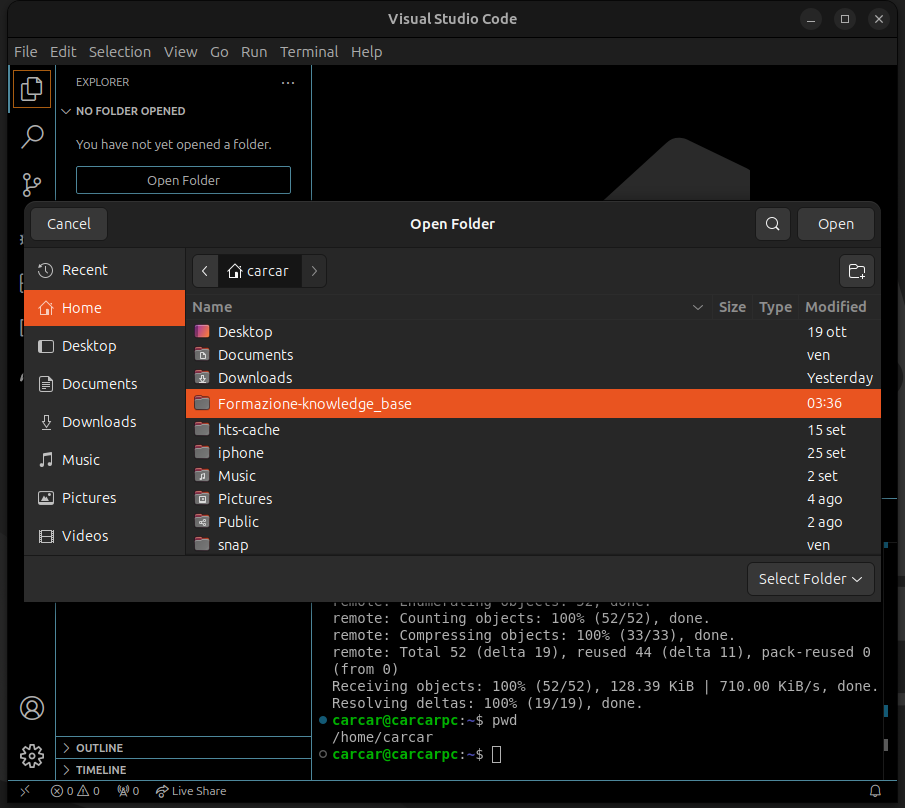 Visual Studio Code
File Edit Selection View Go Run Terminal Help
EXPLORER
NO FOLDER OPENED
You have not yet opened a folder.
Open Folder
Cancel
Open Folder
Open
Recent
Home
Desktop
Documents
Downloads
Music
Pictures
Videos
carcar
Name Size Type Modified
Desktop 19 ott
Documents ven
Downloads Yesterday
Formazione-knowledge_base 03:36
hts-cache 15 set
iphone 25 set
Music 2 set
Pictures 4 ago
Public 2 ago
snap ven
Select Folder
remote: Enumerating objects: 52, done.
remote: Counting objects: 100% (52/52), done.
remote: Compressing objects: 100% (33/33), done.
remote: Total 52 (delta 19), reused 44 (delta 11), pack-reused 0
(from 0)
Receiving objects: 100% (52/52), 128.39 KiB | 710.00 KiB/s, done.
Resolving deltas: 100% (19/19), done.
carcar@carcarpc:~$ pwd
/home/carcar
carcar@carcarpc:~$
OUTLINE
TIMELINE
0 0 0 Live Share